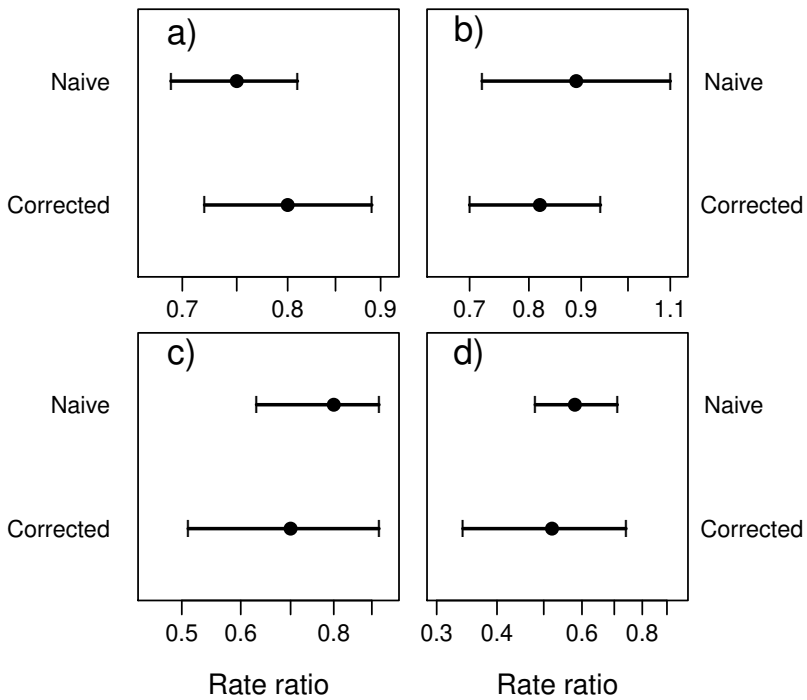 a)
b)
Naive
Naive
Corrected
Corrected
0.7 0.8 0.9
0.7 0.8 0.9 1.1
c)
d)
Naive
Naive
Corrected
Corrected
0.5 0.6 0.8
0.3 0.4 0.6 0.8
Rate ratio
Rate ratio